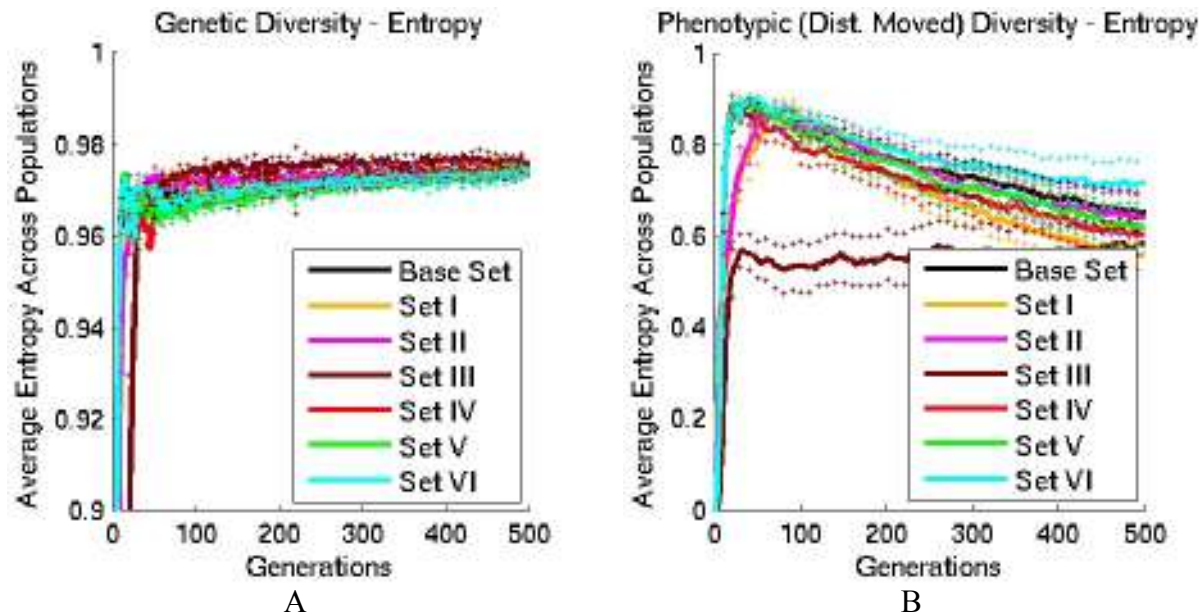 Genetic Diversity - Entropy
Average Entropy Across Populations
1
0.98
0.96
0.94
0.92
0.9
0 100 200 300 400 500
Generations
Base Set
Set I
Set II
Set III
Set IV
Set V
Set VI
A
Phenotypic (Dist. Moved) Diversity - Entropy
Average Entropy Across Populations
1
0.8
0.6
0.4
0.2
0
0 100 200 300 400 500
Generations
Base Set
Set I
Set II
Set III
Set IV
Set V
Set VI
B